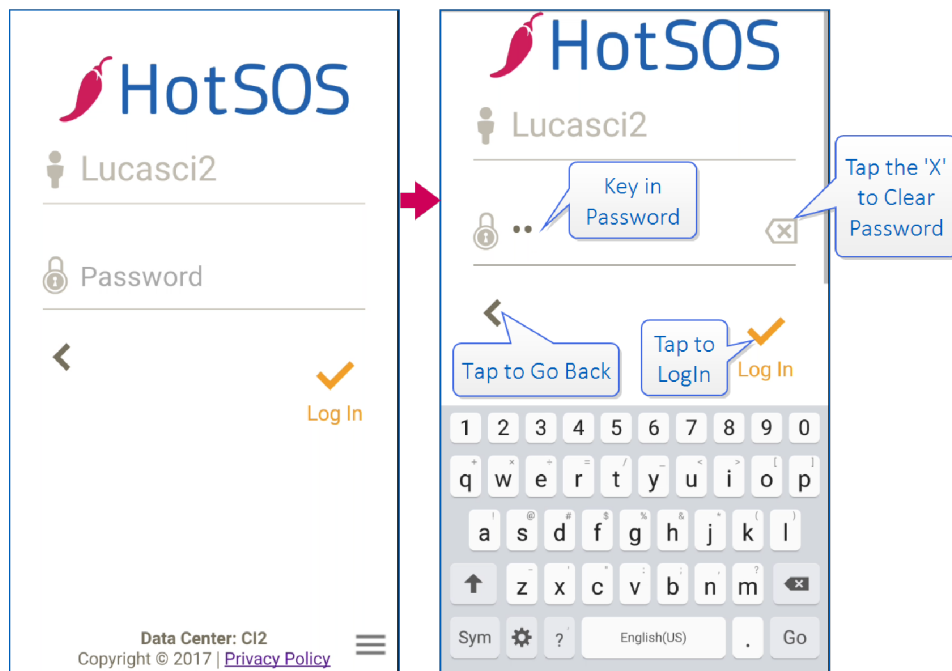 HotSOS
Lucasci2
Password
Log In
Data Center: CI2
Copyright © 2017 | Privacy Policy
HotSOS
Lucasci2
Key in
Password
Tap the 'X'
to Clear
Password
Tap to Go Back
Tap to
LogIn
Log In
1 2 3 4 5 6 7 8 9 0
+ × ÷ = / _ < > [ ]
q w e r t y u i o p
! @ # $ % & * ( )
a s d f g h j k l
- ' " : ; , ?
z x c v b n m
Sym ? English(US) . Go